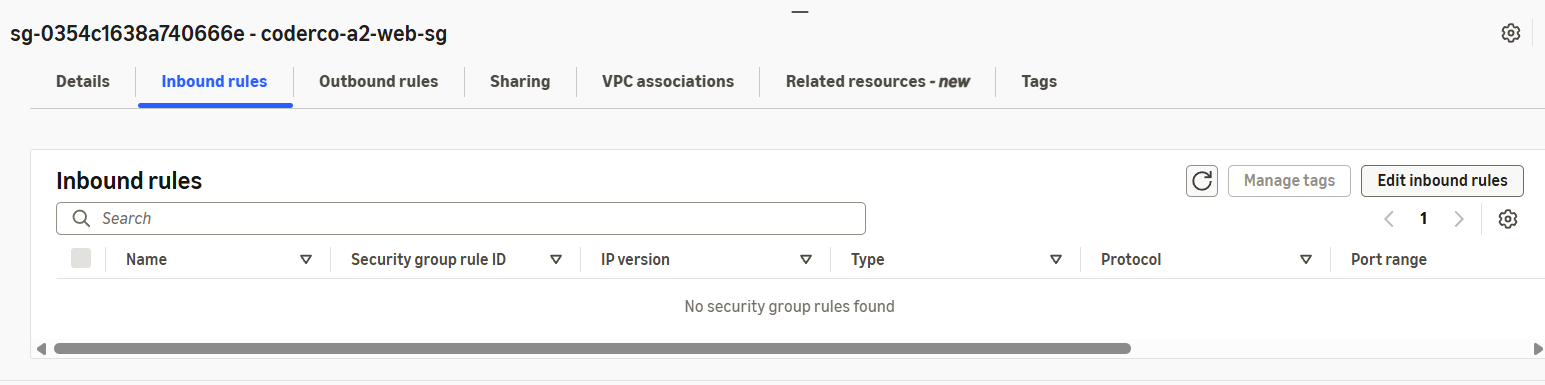 sg-0354c1638a740666e - coderco-a2-web-sg
Details Inbound rules Outbound rules Sharing VPC associations Related resources - new Tags
Inbound rules
Manage tags Edit inbound rules
Search
1
Name Security group rule ID IP version Type Protocol Port range
No security group rules found